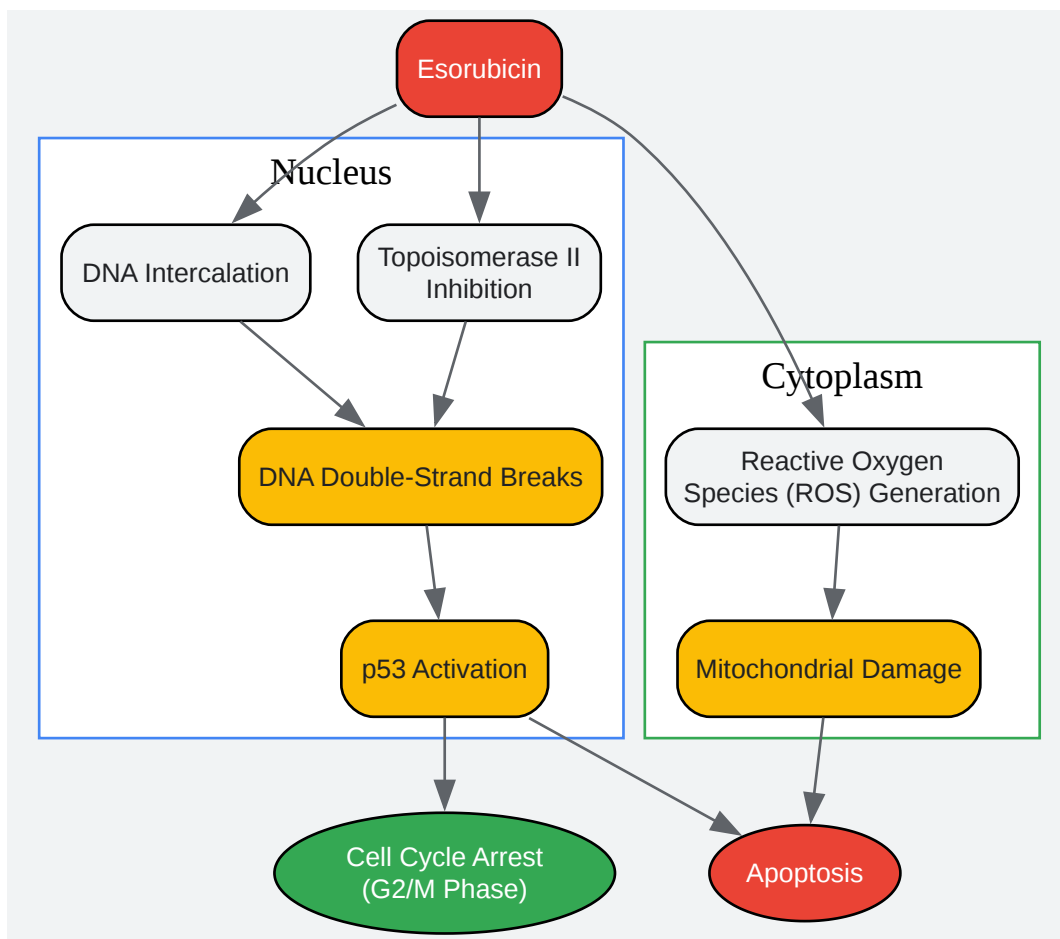 Esorubicin
Nucleus
DNA Intercalation
Topoisomerase II
Inhibition
Cytoplasm
DNA Double-Strand Breaks
Reactive Oxygen
Species (ROS) Generation
p53 Activation
Mitochondrial Damage
Cell Cycle Arrest
(G2/M Phase)
Apoptosis